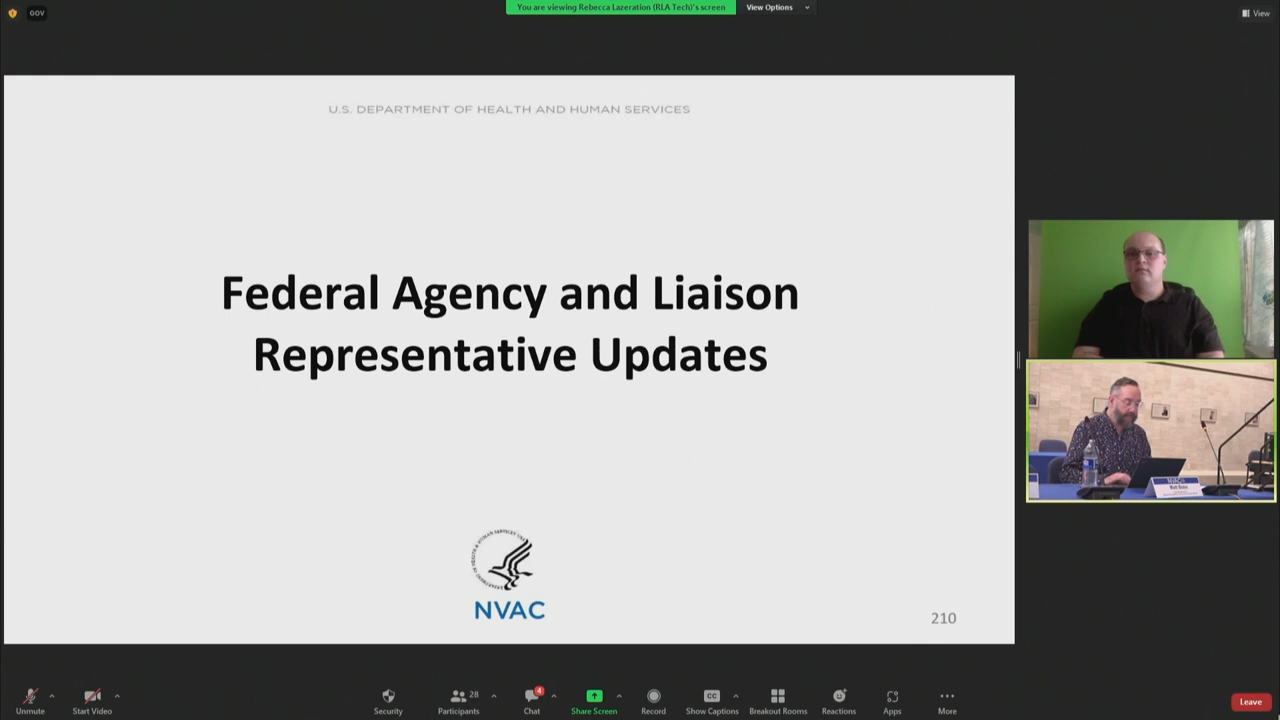 GOV
You are viewing Rebecca Lazeration (RLA Tech)'s screen
View Options
View
U.S. DEPARTMENT OF HEALTH AND HUMAN SERVICES
Federal Agency and Liaison
Representative Updates
NVAC
210
Unmute
Start Video
Security
28
Participants
4
Chat
Share Screen
Record
CC
Show Captions
Breakout Rooms
Reactions
Apps
More
Leave